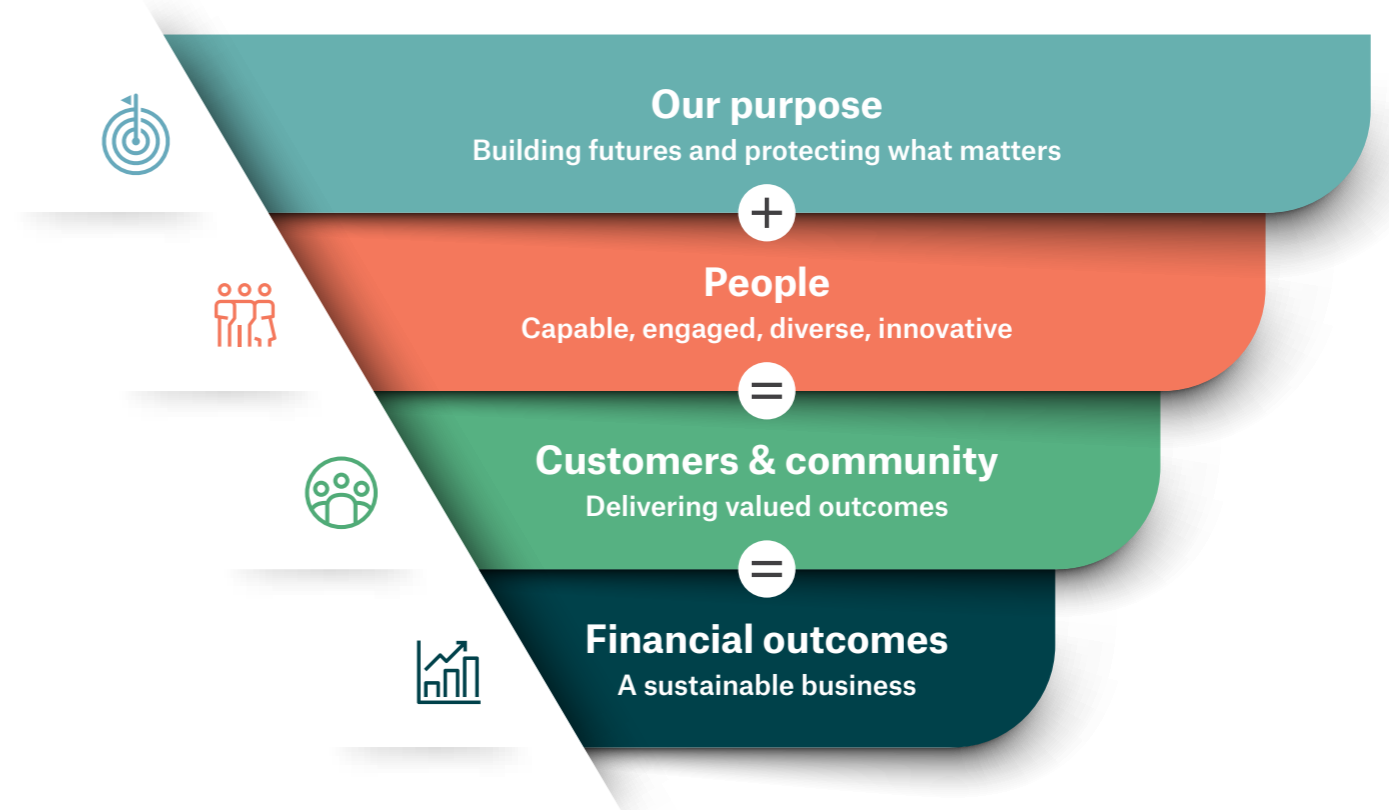 Our purpose
Building futures and protecting what matters
+
People
Capable, engaged, diverse, innovative
=
Customers & community
Delivering valued outcomes
=
Financial outcomes
A sustainable business